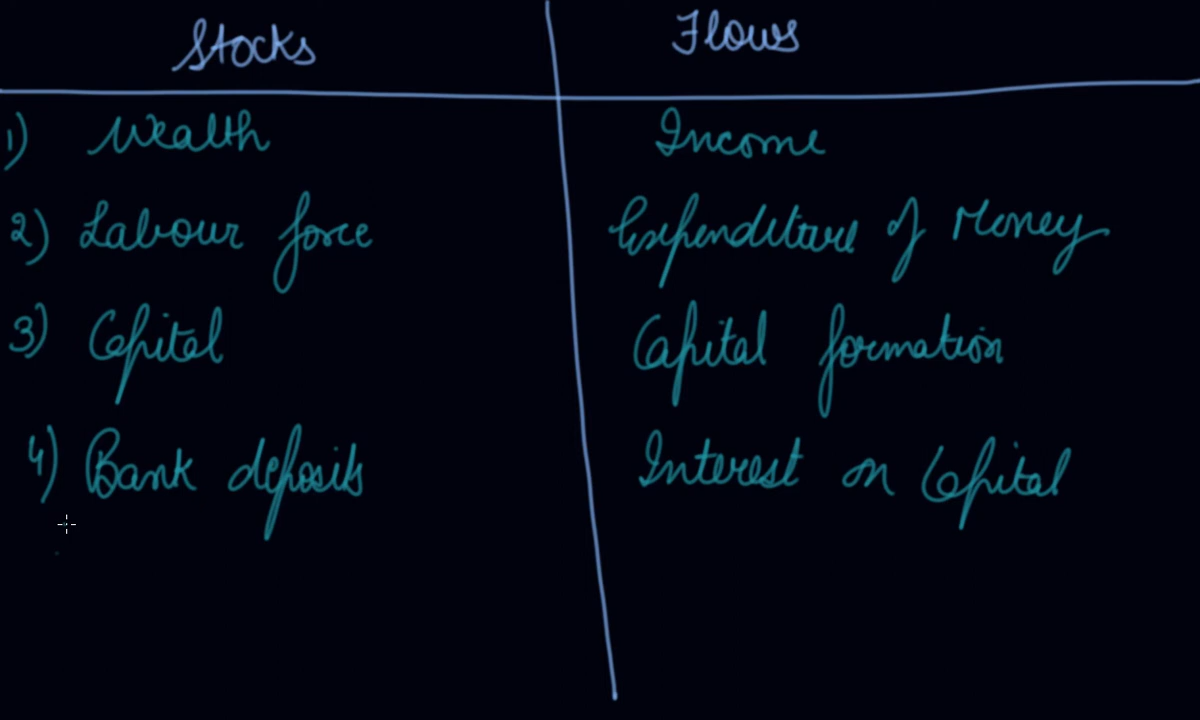 Stocks Flows
1) Wealth Income
2) Labour force Expenditure of Money
3) Capital Capital formation
4) Bank deposits Interest on Capital